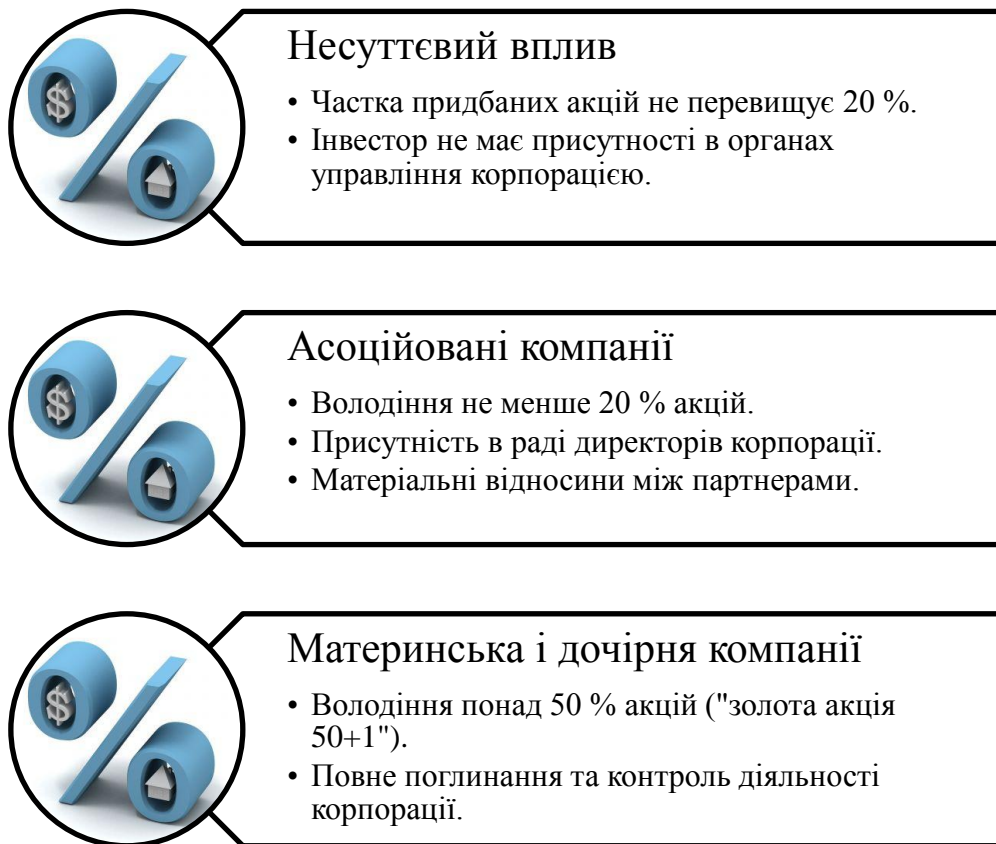 Несуттєвий вплив
• Частка придбаних акцій не перевищує 20 %.
• Інвестор не має присутності в органах
управління корпорацією.
Асоційовані компанії
• Володіння не менше 20 % акцій.
• Присутність в раді директорів корпорації.
• Матеріальні відносини між партнерами.
Материнська і дочірня компанії
• Володіння понад 50 % акцій ("золота акція
50+1").
• Повне поглинання та контроль діяльності
корпорації.